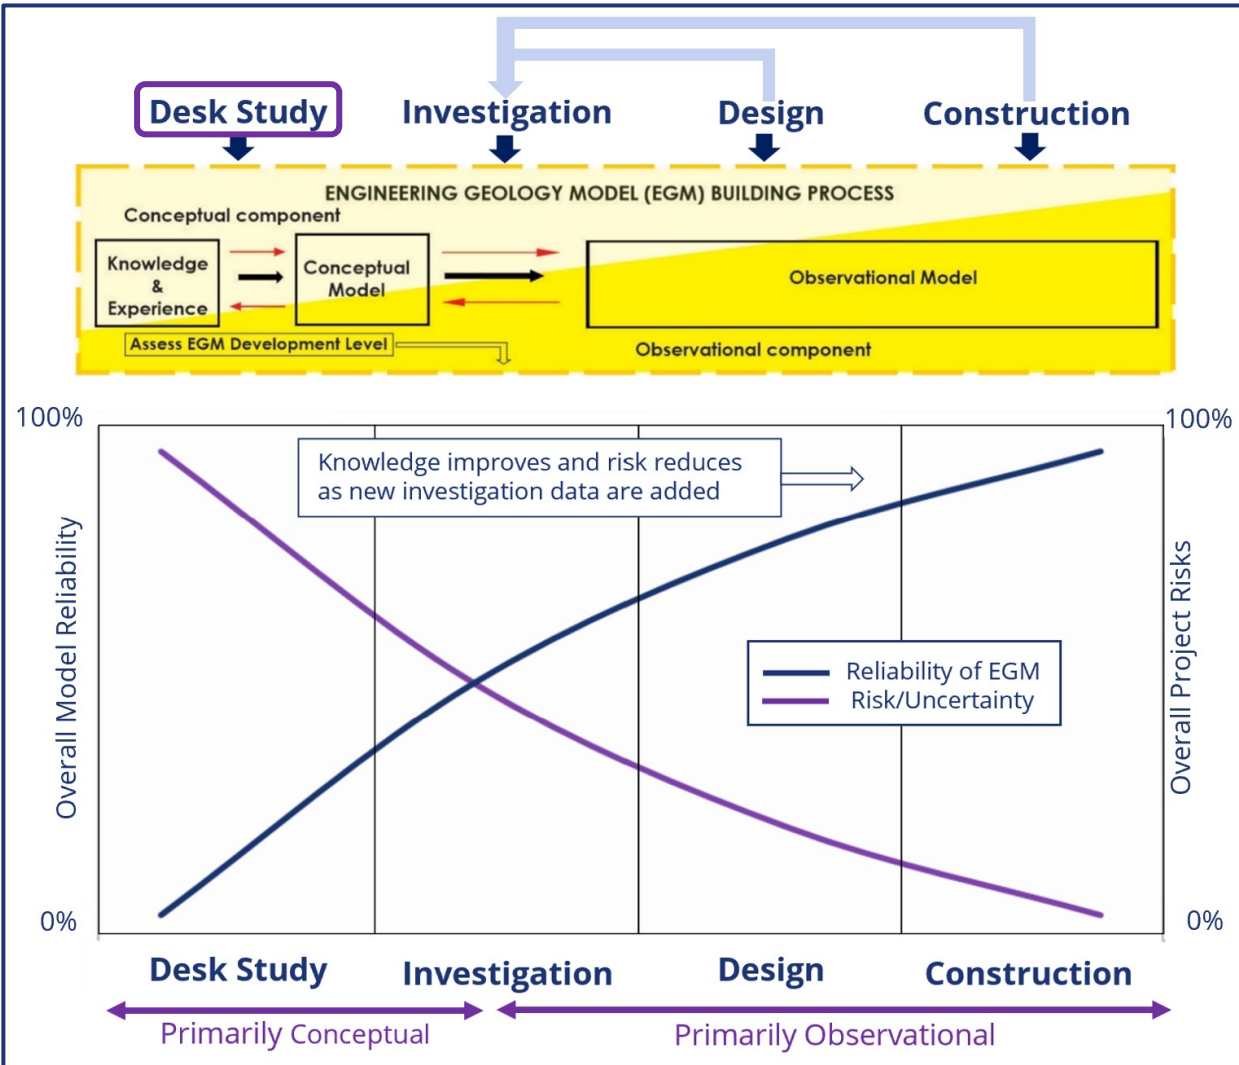 Desk Study
Investigation
Design
Construction
ENGINEERING GEOLOGY MODEL (EGM) BUILDING PROCESS
Conceptual component
Knowledge
&
Experience
Conceptual
Model
Observational Model
Assess EGM Development Level
Observational component
100%
100%
Knowledge improves and risk reduces
as new investigation data are added
Overall Model Reliability
Overall Project Risks
Reliability of EGM
Risk/Uncertainty
0%
0%
Desk Study
Investigation
Design
Construction
Primarily Conceptual
Primarily Observational